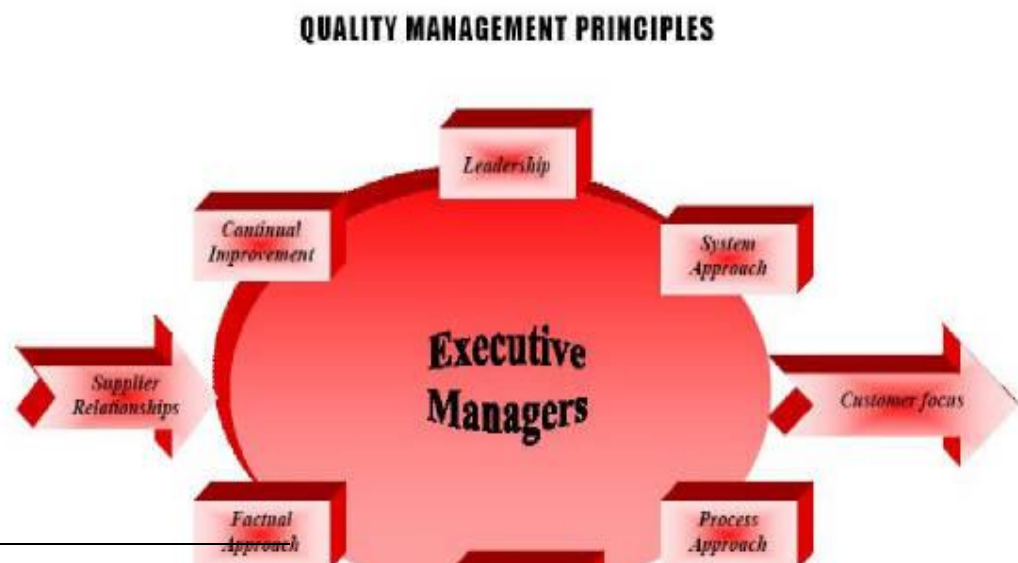 QUALITY MANAGEMENT PRINCIPLES
Leadership
Continual
Improvement
System
Approach
Executive
Managers
Supplier
Relationships
Customer focus
Factual
Approach
Process
Approach